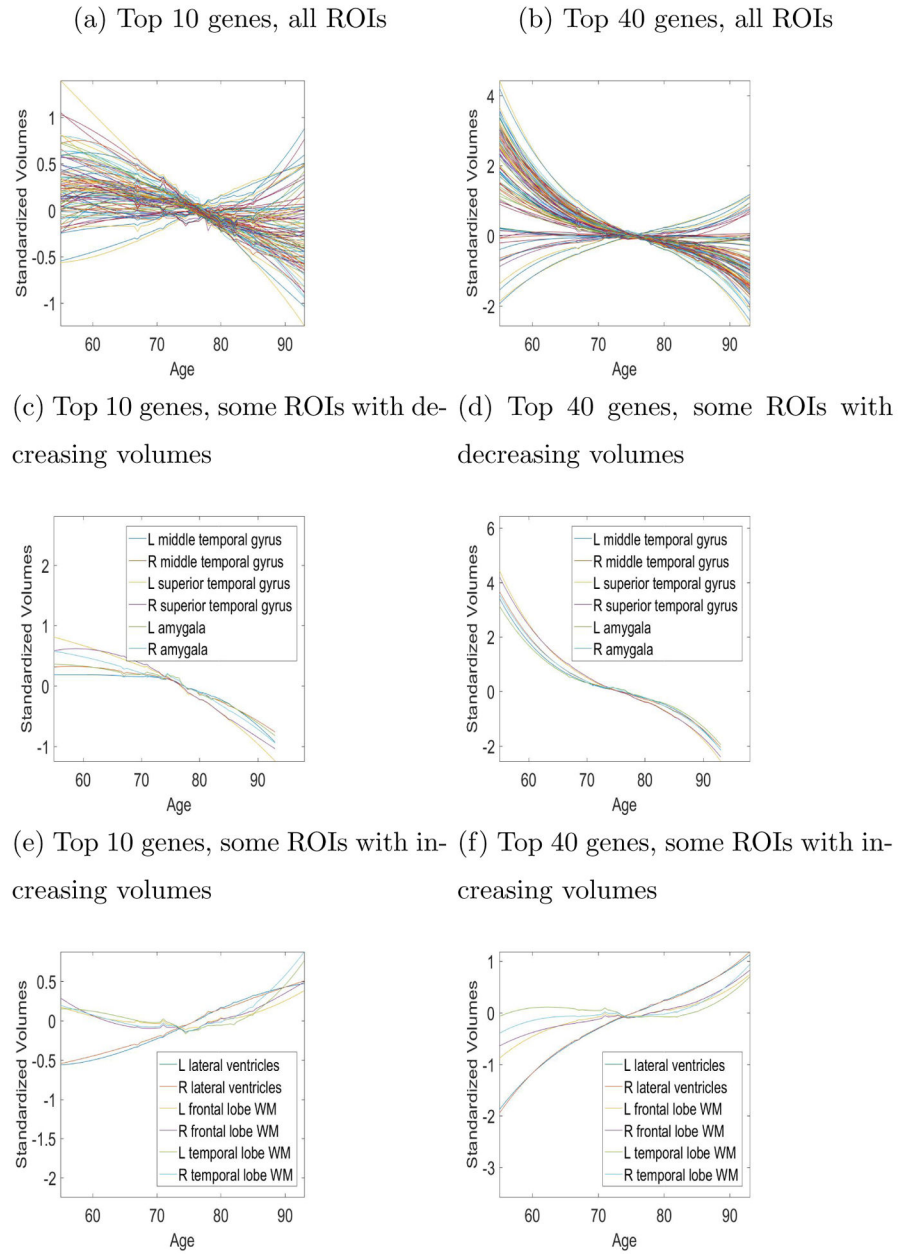 (a) Top 10 genes, all ROIs
(b) Top 40 genes, all ROIs
Standardized Volumes
1
0.5
0
-0.5
-1
60
70
80
90
Age
Standardized Volumes
4
2
0
-2
60
70
80
90
Age
(c) Top 10 genes, some ROIs with de-
creasing volumes
(d) Top 40 genes, some ROIs with
decreasing volumes
Standardized Volumes
2
1
0
-1
60
70
80
90
Age
L middle temporal gyrus
R middle temporal gyrus
L superior temporal gyrus
R superior temporal gyrus
L amygala
R amygala
Standardized Volumes
6
4
2
0
-2
60
70
80
90
Age
L middle temporal gyrus
R middle temporal gyrus
L superior temporal gyrus
R superior temporal gyrus
L amygala
R amygala
(e) Top 10 genes, some ROIs with in-
creasing volumes
(f) Top 40 genes, some ROIs with in-
creasing volumes
Standardized Volumes
0.5
0
-0.5
-1
-1.5
-2
60
70
80
90
Age
L lateral ventricles
R lateral ventricles
L frontal lobe WM
R frontal lobe WM
L temporal lobe WM
R temporal lobe WM
Standardized Volumes
1
0
-1
-2
-3
60
70
80
90
Age
L lateral ventricles
R lateral ventricles
L frontal lobe WM
R frontal lobe WM
L temporal lobe WM
R temporal lobe WM